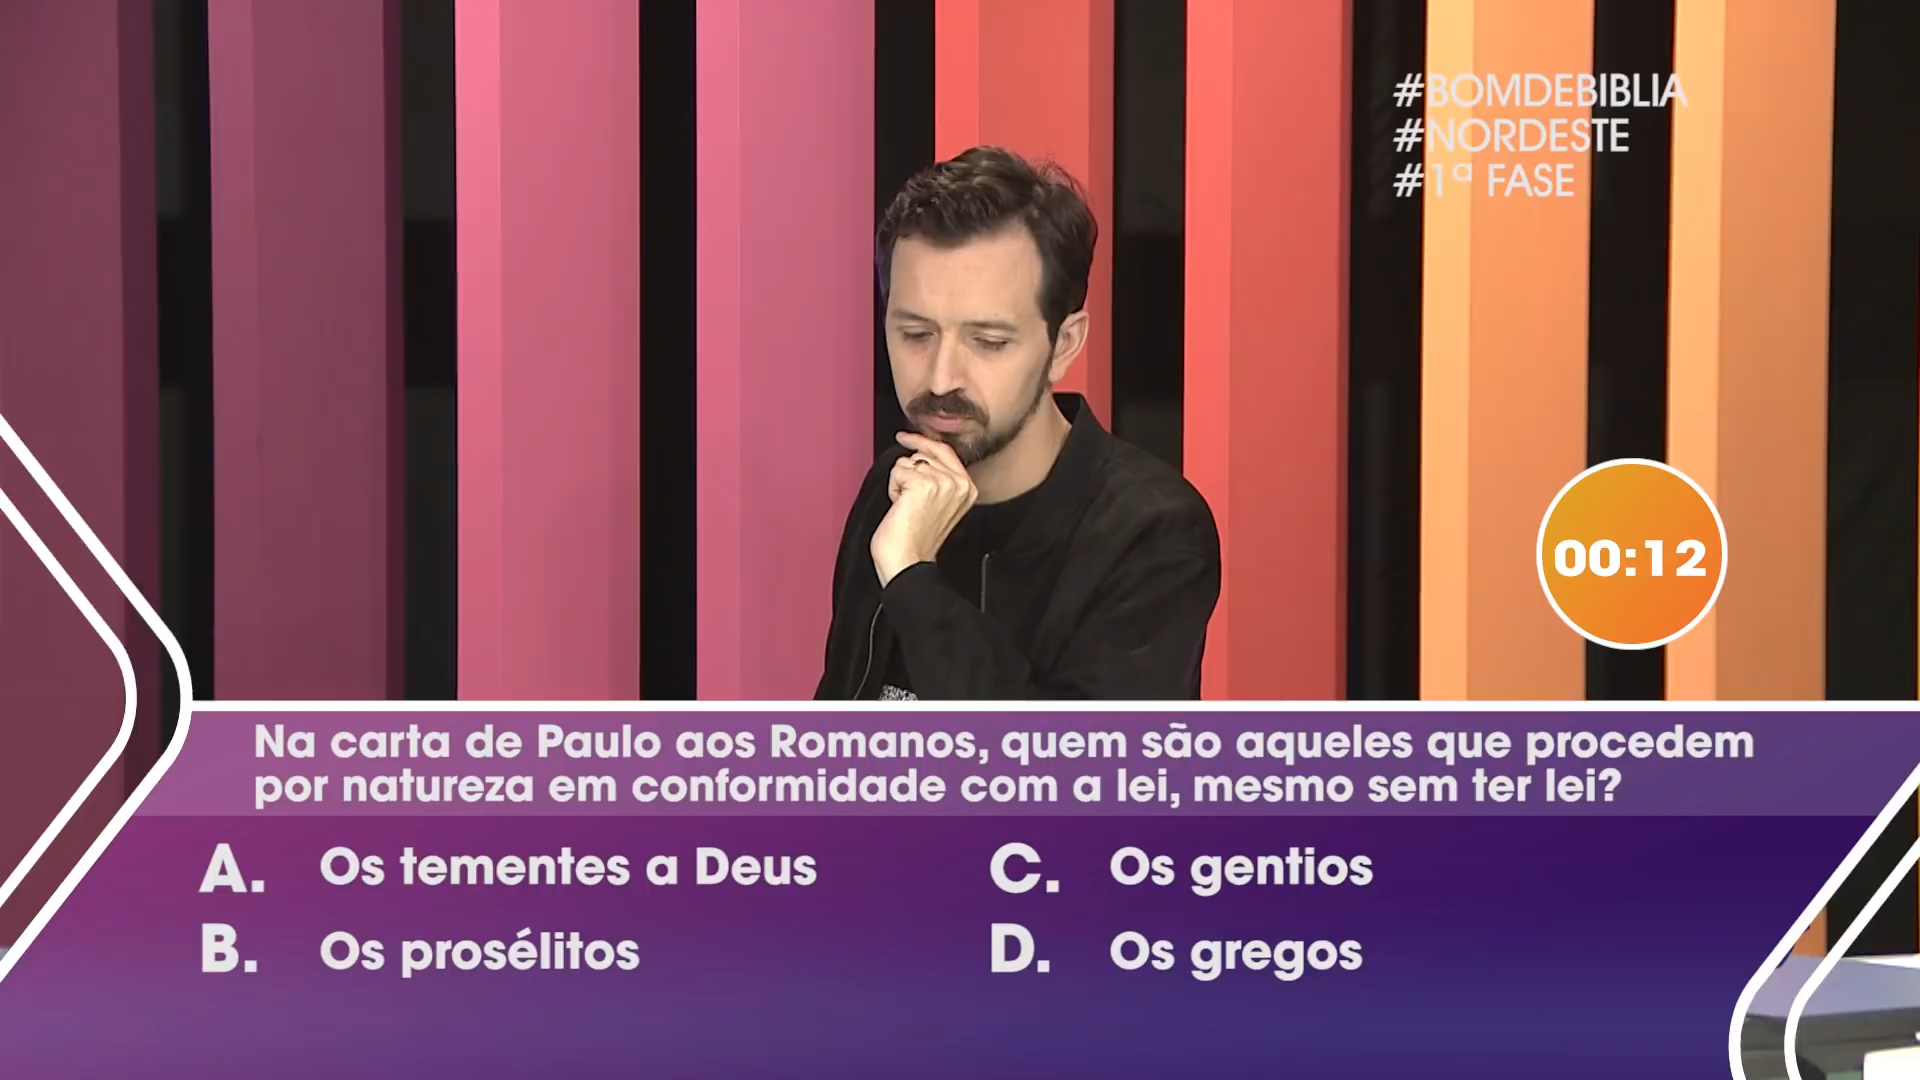 #BOMDEBIBLIA
#NORDESTE
#1ª FASE
00:12
Na carta de Paulo aos Romanos, quem são aqueles que procedem
por natureza em conformidade com a lei, mesmo sem ter lei?
A. Os tementes a Deus
B. Os prosélitos
C. Os gentios
D. Os gregos